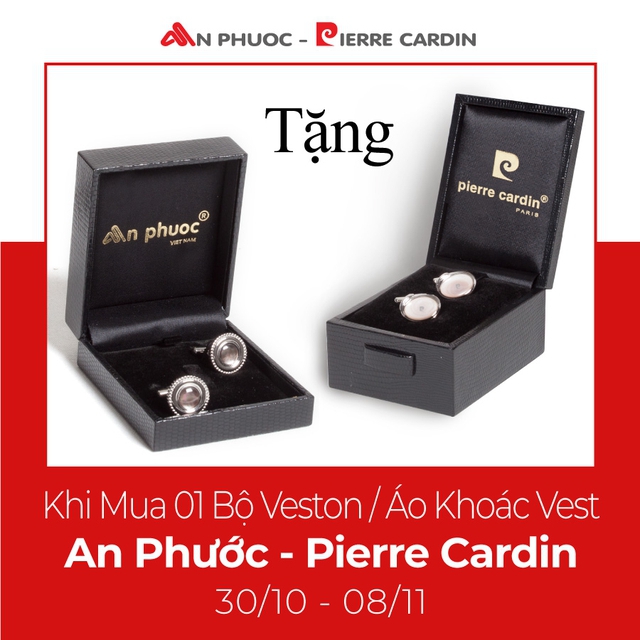 An PHUOC - PIERRE CARDIN
Tặng
An phuoc®
VIET NAM
pierre cardin®
PARIS
Khi Mua 01 Bộ Veston / Áo Khoác Vest
An Phước - Pierre Cardin
30/10 - 08/11